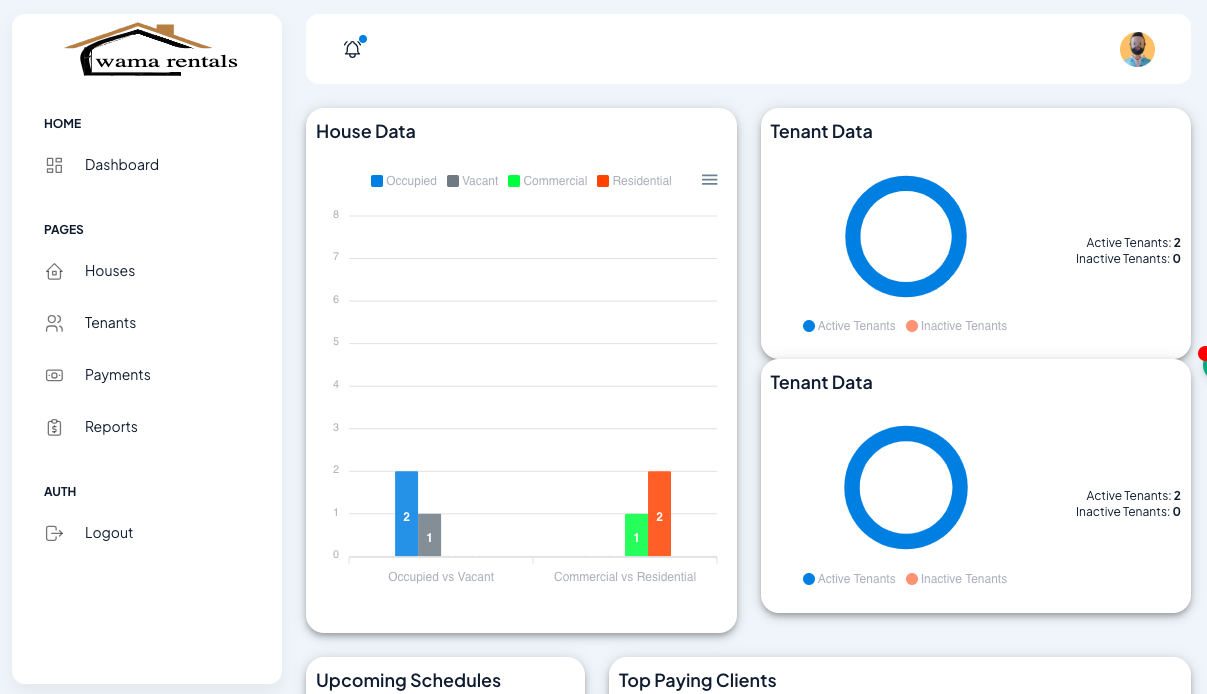 wama rentals
HOME
Dashboard
PAGES
Houses
Tenants
Payments
Reports
AUTH
Logout
House Data
Occupied Vacant Commercial Residential
8
7
6
5
4
3
2
1
0
2
1
1
2
Occupied vs Vacant Commercial vs Residential
Tenant Data
Active Tenants: 2
Inactive Tenants: 0
Active Tenants Inactive Tenants
Tenant Data
Active Tenants: 2
Inactive Tenants: 0
Active Tenants Inactive Tenants
Upcoming Schedules
Top Paying Clients